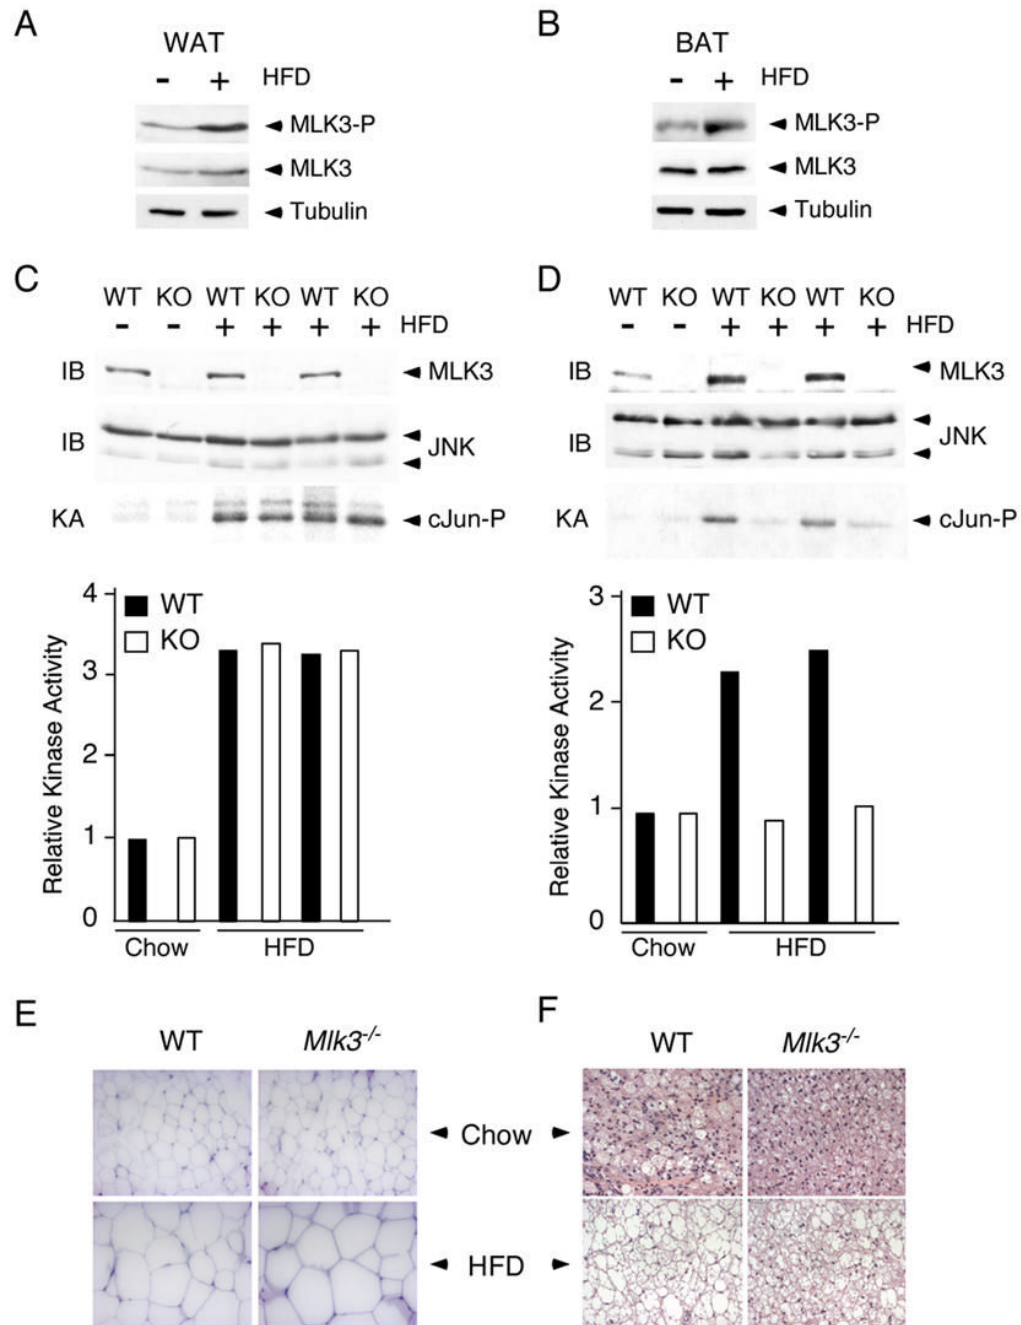 A
WAT
- + HFD
MLK3-P
MLK3
Tubulin
B
BAT
- + HFD
MLK3-P
MLK3
Tubulin
C
WT KO WT KO WT KO
- - + + + + HFD
IB MLK3
IB JNK
KA cJun-P
4
3
2
1
0
Relative Kinase Activity
WT
KO
Chow HFD
D
WT KO WT KO WT KO
- - + + + + HFD
IB MLK3
IB JNK
KA cJun-P
3
2
1
0
Relative Kinase Activity
WT
KO
Chow HFD
E
WT Mlk3-/-
F
WT Mlk3-/-
Chow
HFD